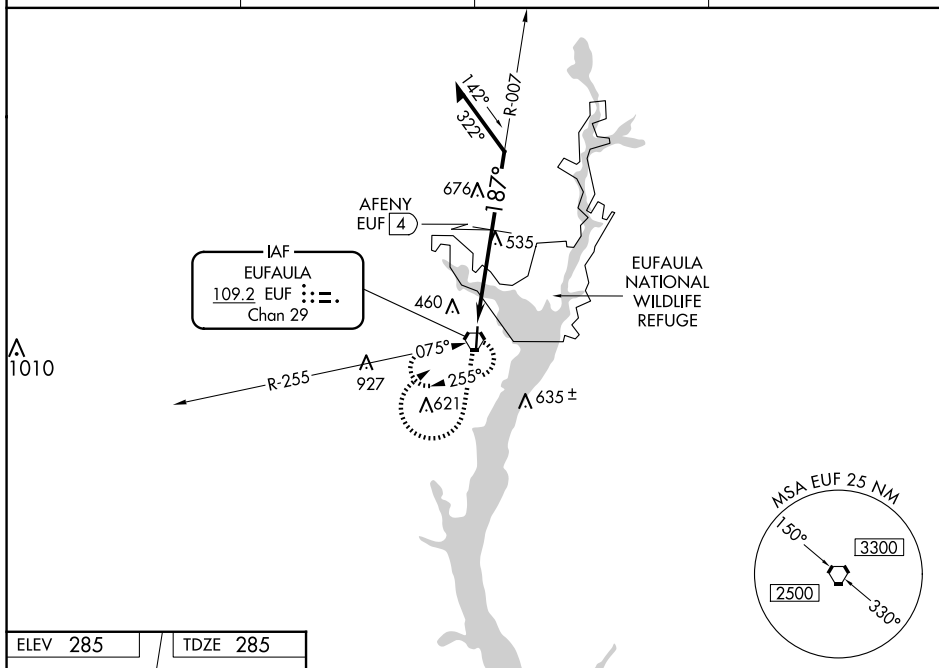 R-007
142°
322°
676
187°
AFENY
EUF 4
535
IAF
EUFAULA
109.2 EUF
Chan 29
EUFAULA
NATIONAL
WILDLIFE
REFUGE
460
1010
075°
R-255
927
255°
621
635 ±
MSA EUF 25 NM
150°
3300
2500
330°
ELEV 285
TDZE 285